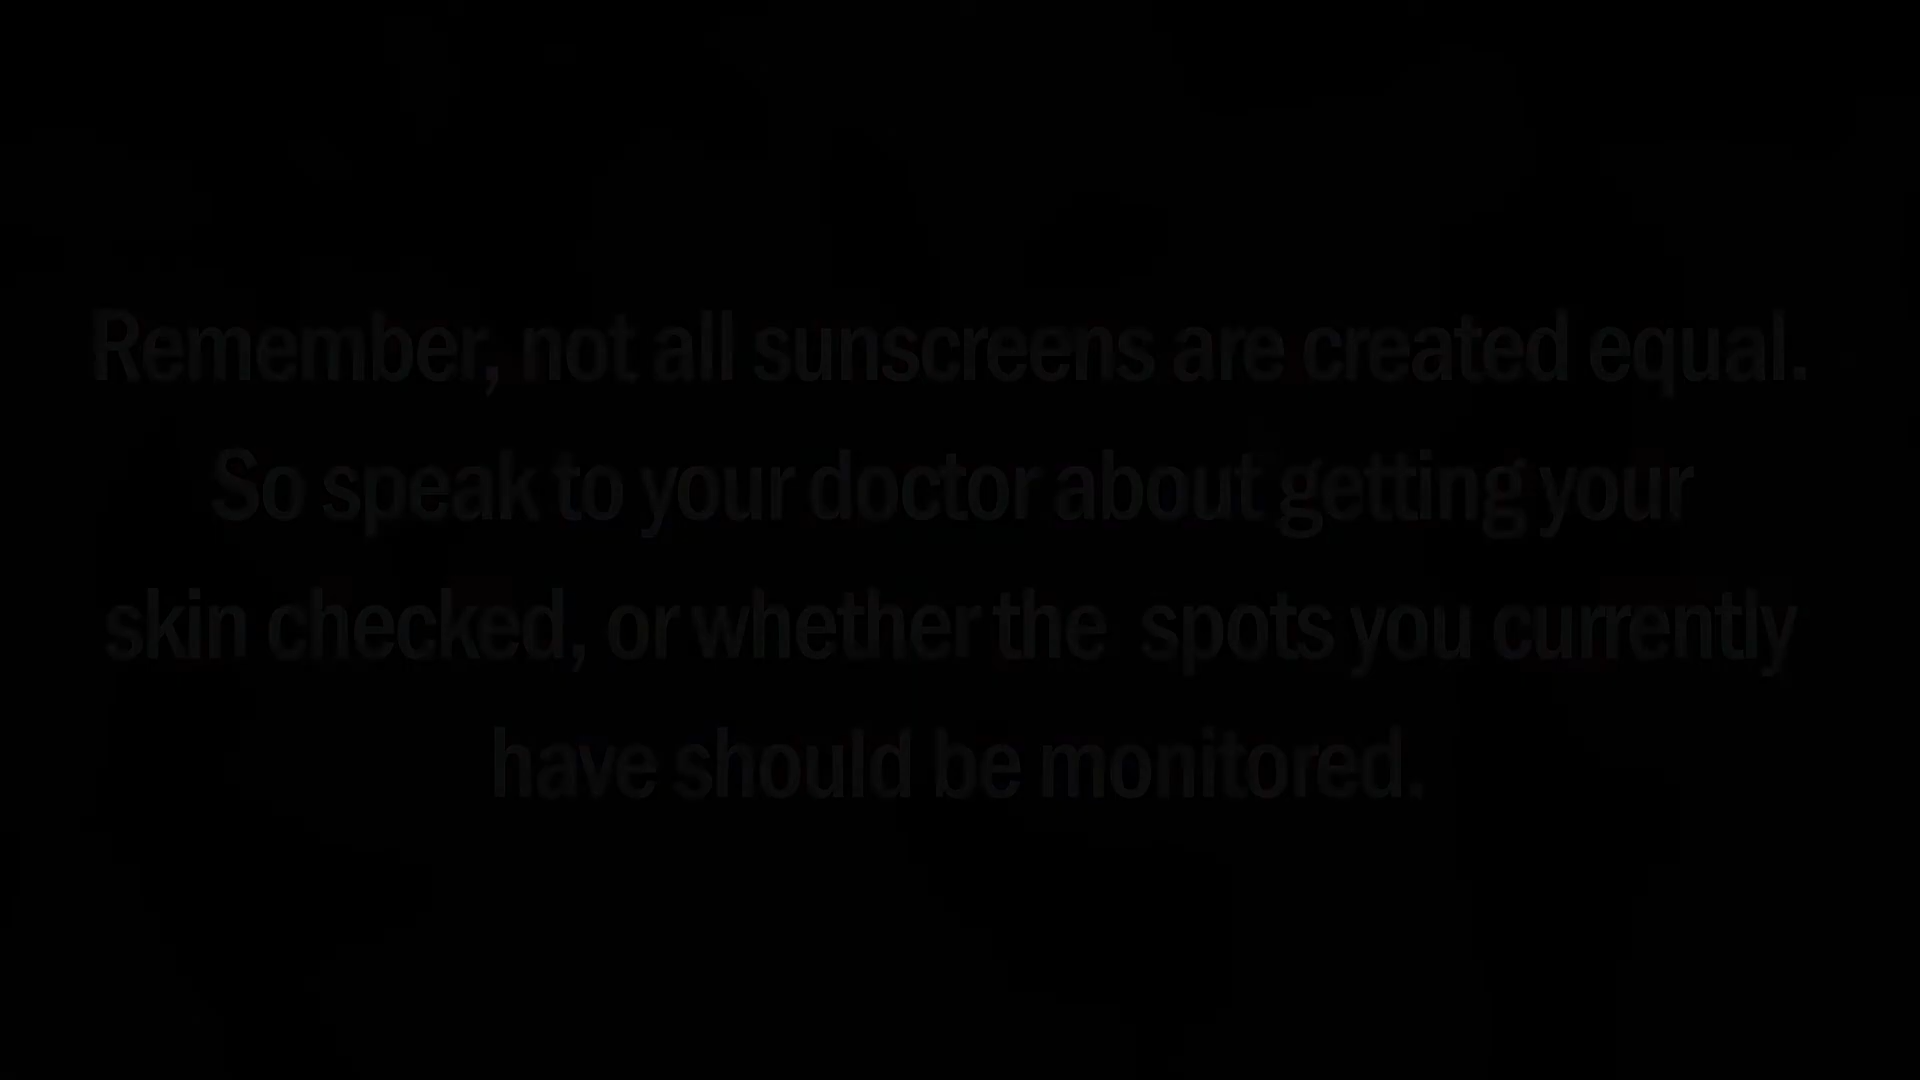 Remember, not all sunscreens are created equal.
So speak to your doctor about getting your
skin checked, or whether the  spots you currently
have should be monitored.